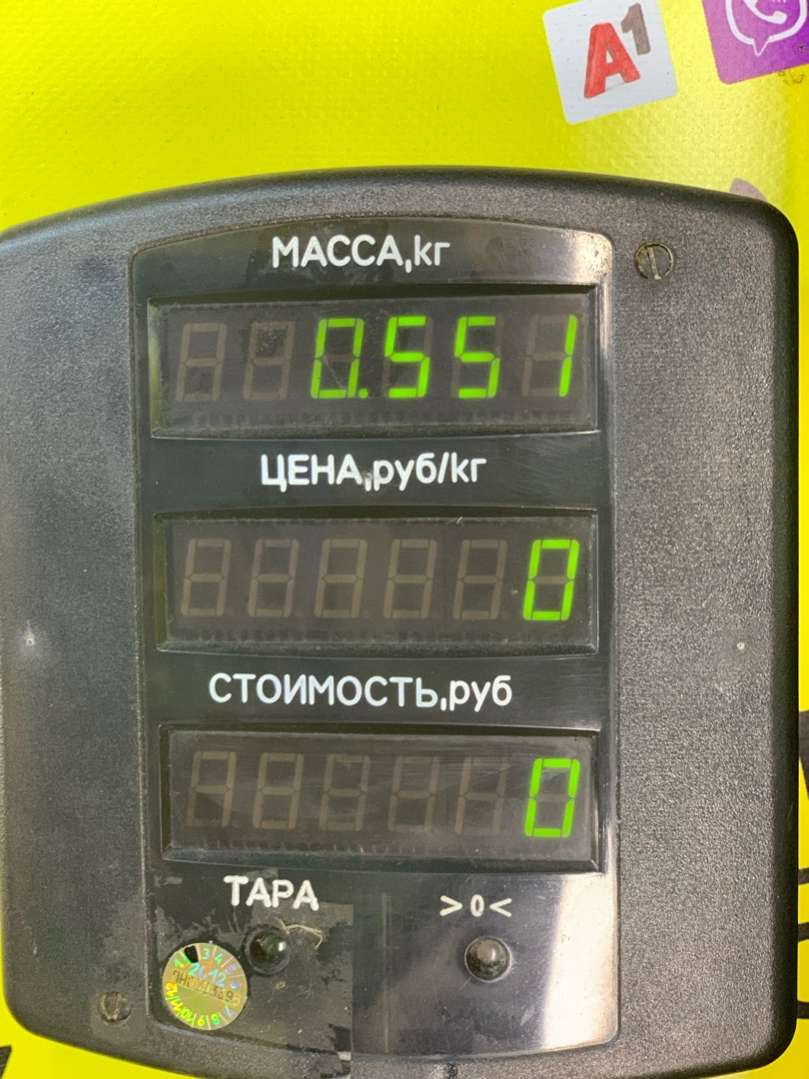 A1
МАССА,кг
0.551
ЦЕНА,руб/кг
0
СТОИМОСТЬ,руб
0
ТАРА
>0<